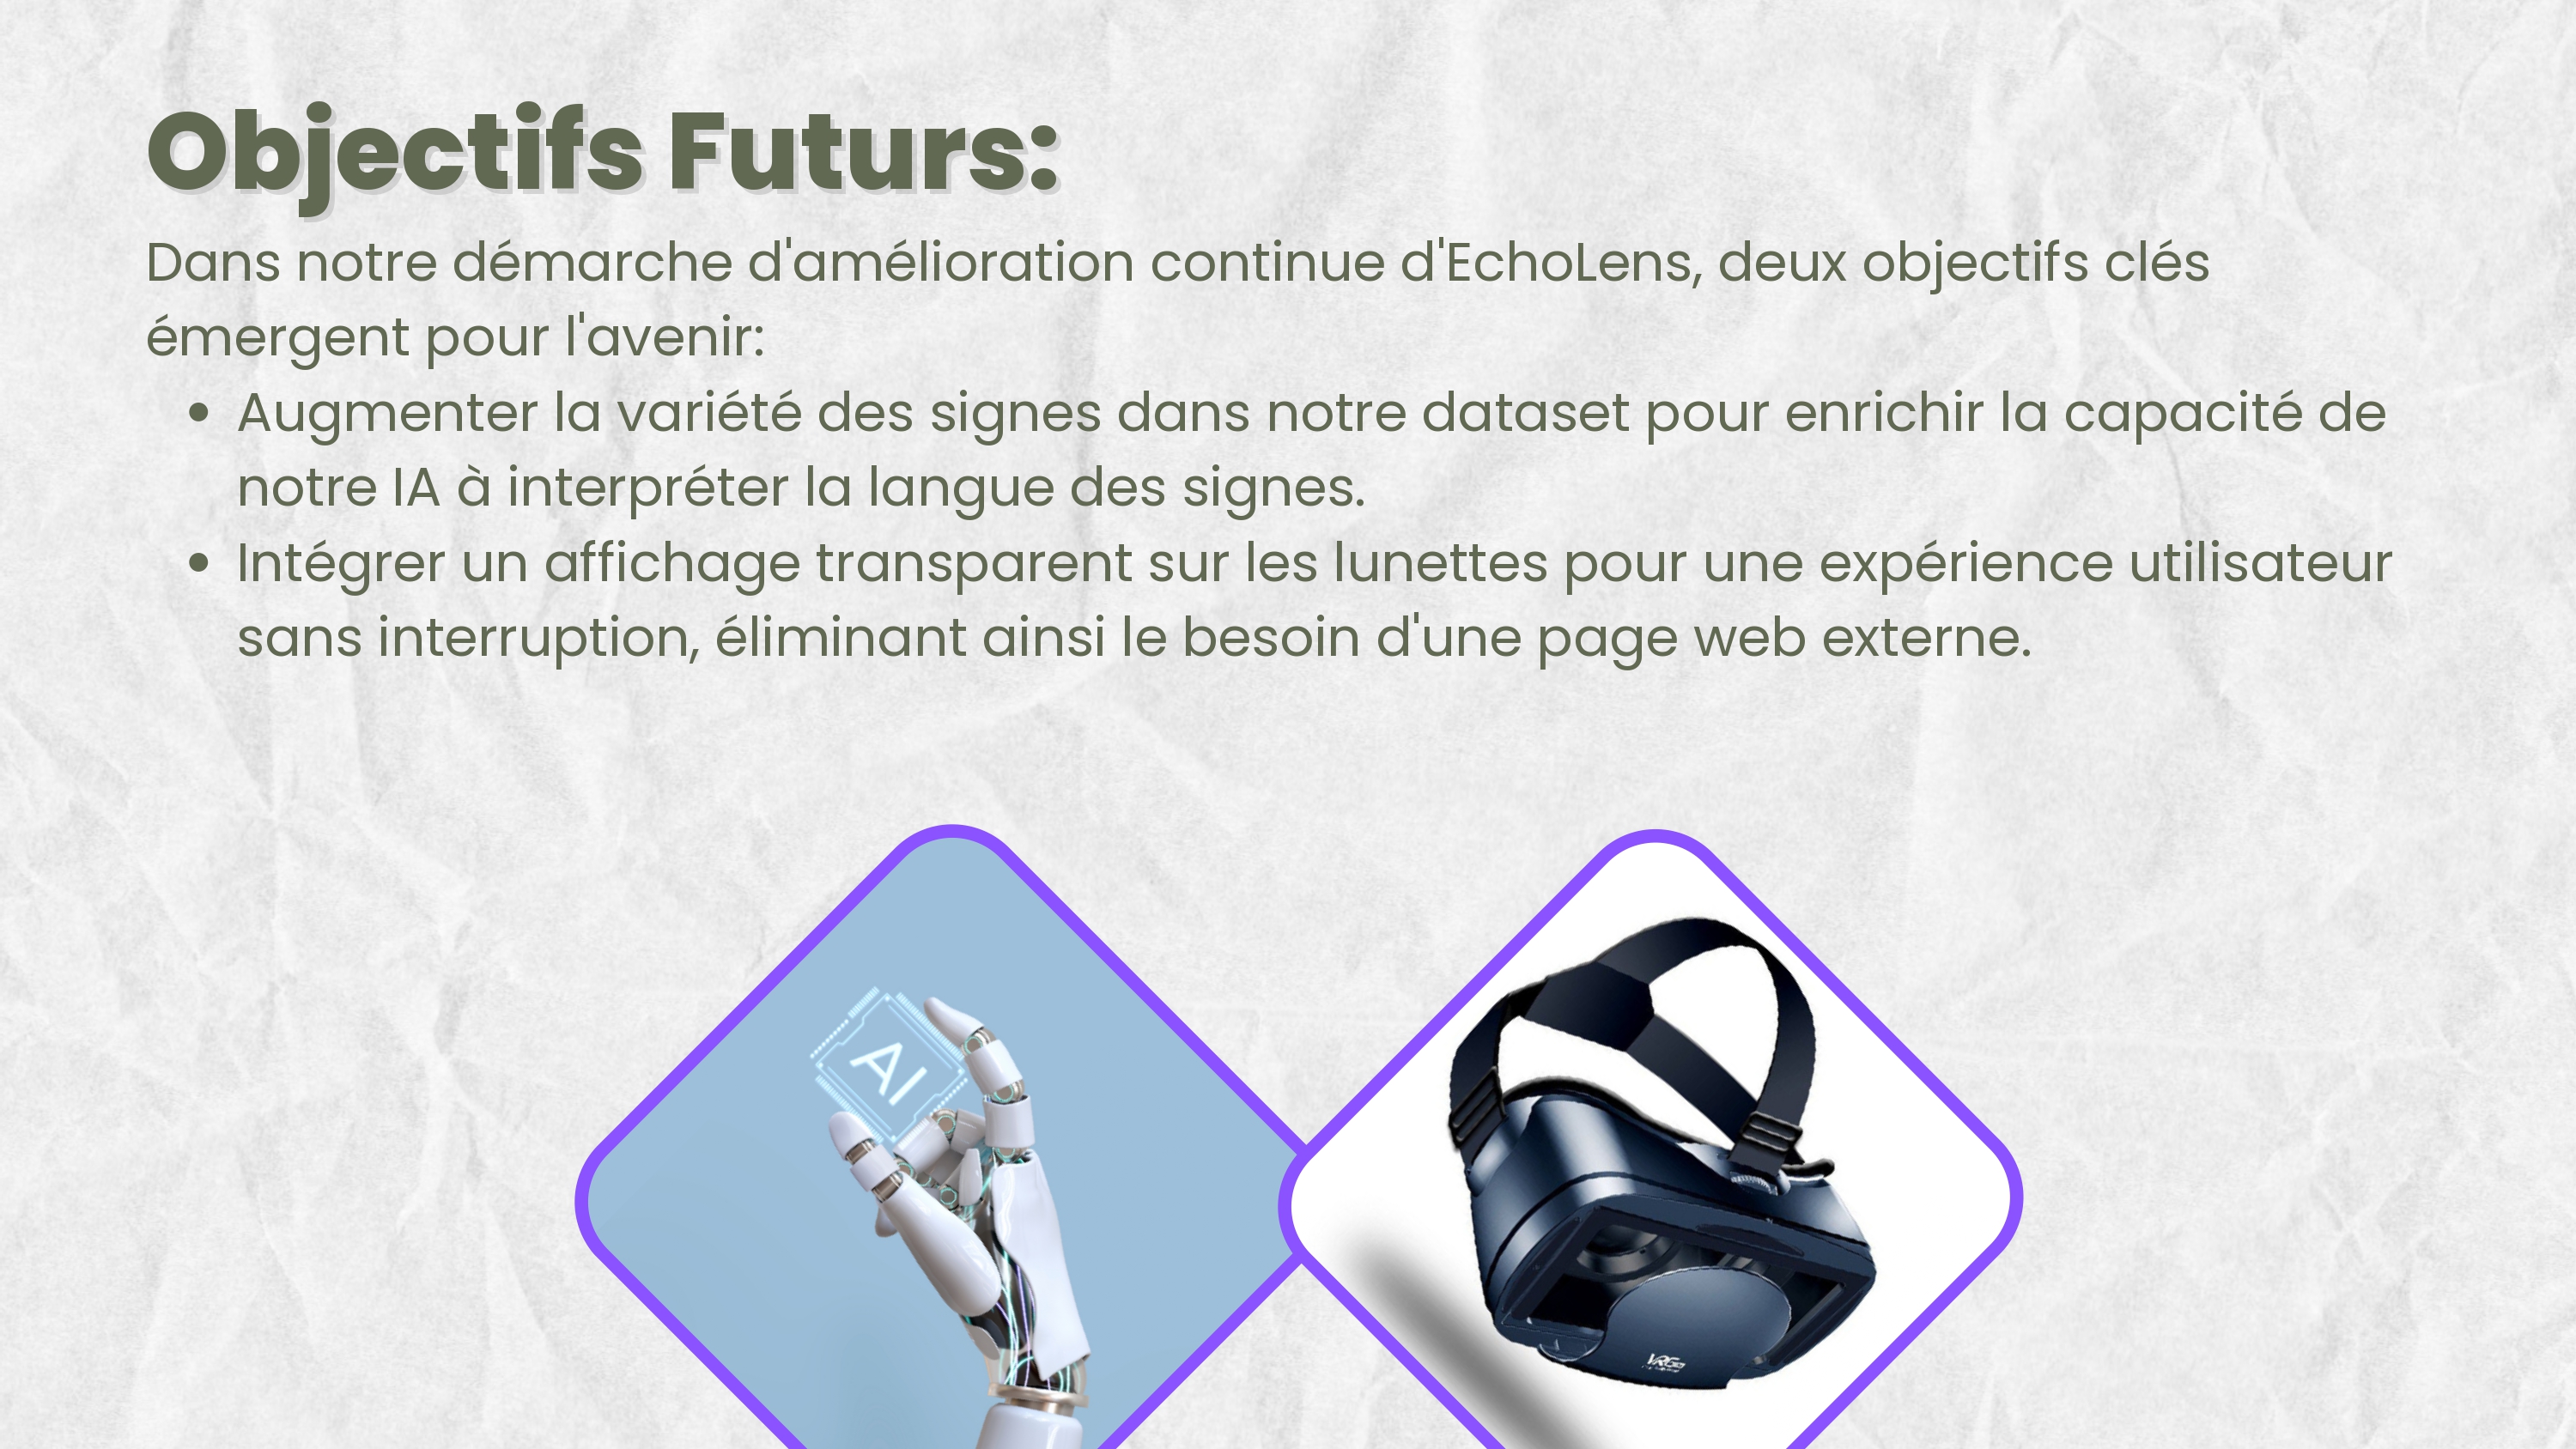 Objectifs Futurs:
Dans notre démarche d'amélioration continue d'EchoLens, deux objectifs clés
émergent pour l'avenir:
• Augmenter la variété des signes dans notre dataset pour enrichir la capacité de
notre IA à interpréter la langue des signes.
• Intégrer un affichage transparent sur les lunettes pour une expérience utilisateur
sans interruption, éliminant ainsi le besoin d'une page web externe.
AI